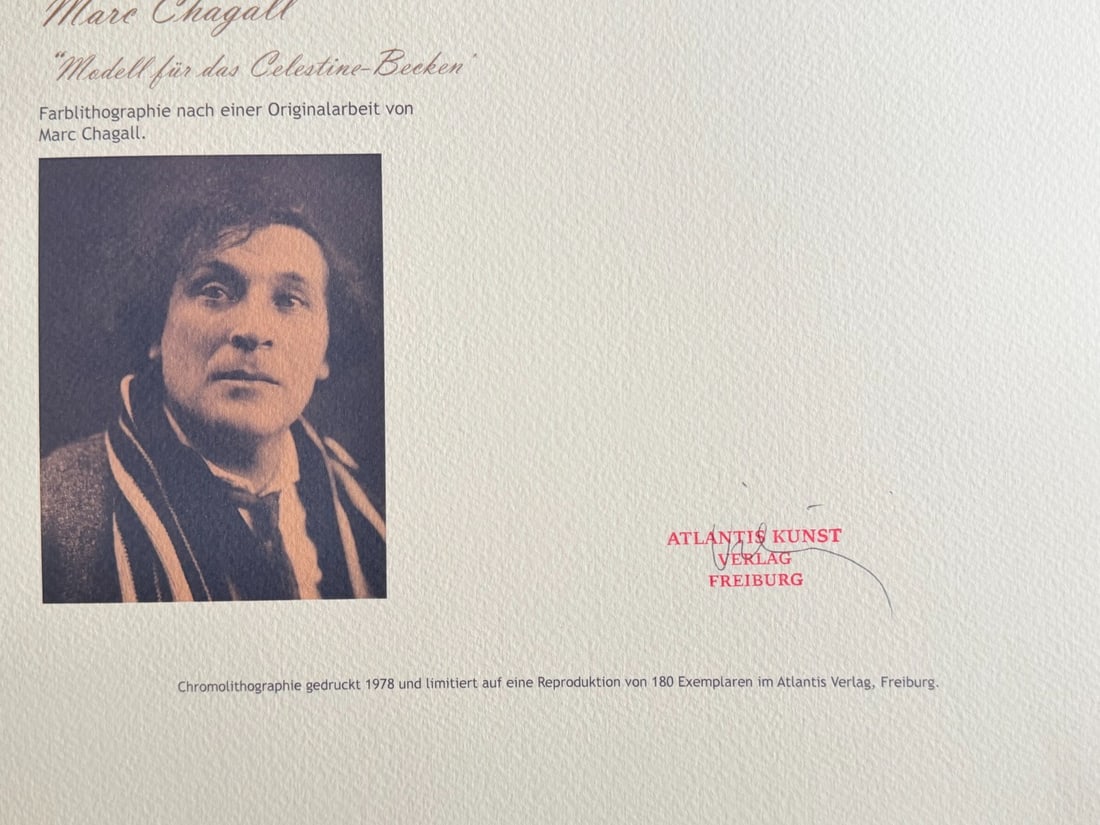 Marc Chagall
"Modell für das Celestine-Becken"
Farblithographie nach einer Originalarbeit von
Marc Chagall.
ATLANTIS KUNST
VERLAG
FREIBURG
Chromolithographie gedruckt 1978 und limitiert auf eine Reproduktion von 180 Exemplaren im Atlantis Verlag, Freiburg.